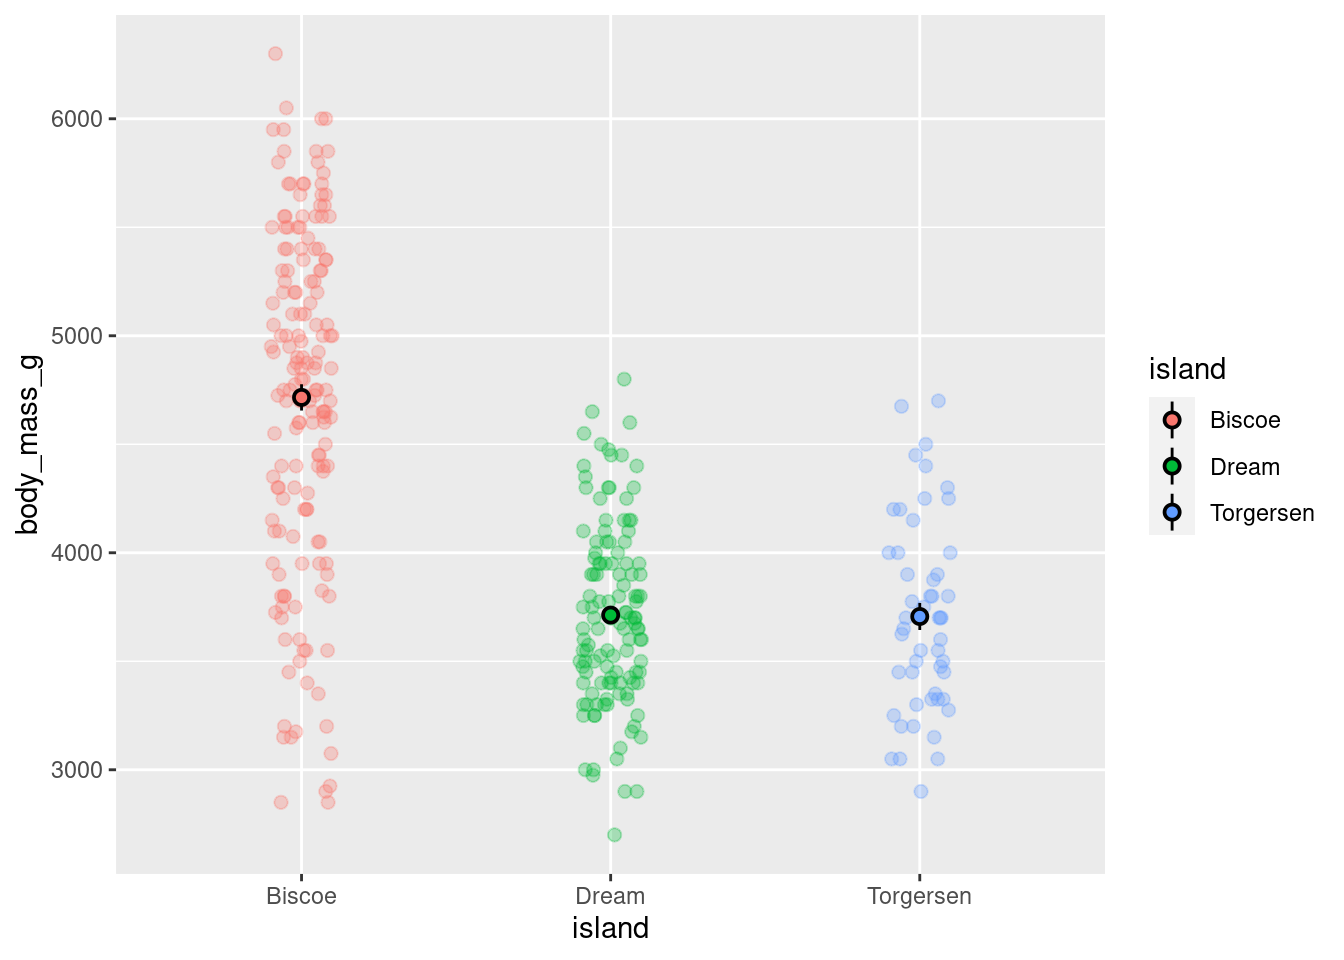 body_mass_g
6000
5000
4000
3000
Biscoe
Dream
Torgersen
island
island
Biscoe
Dream
Torgersen